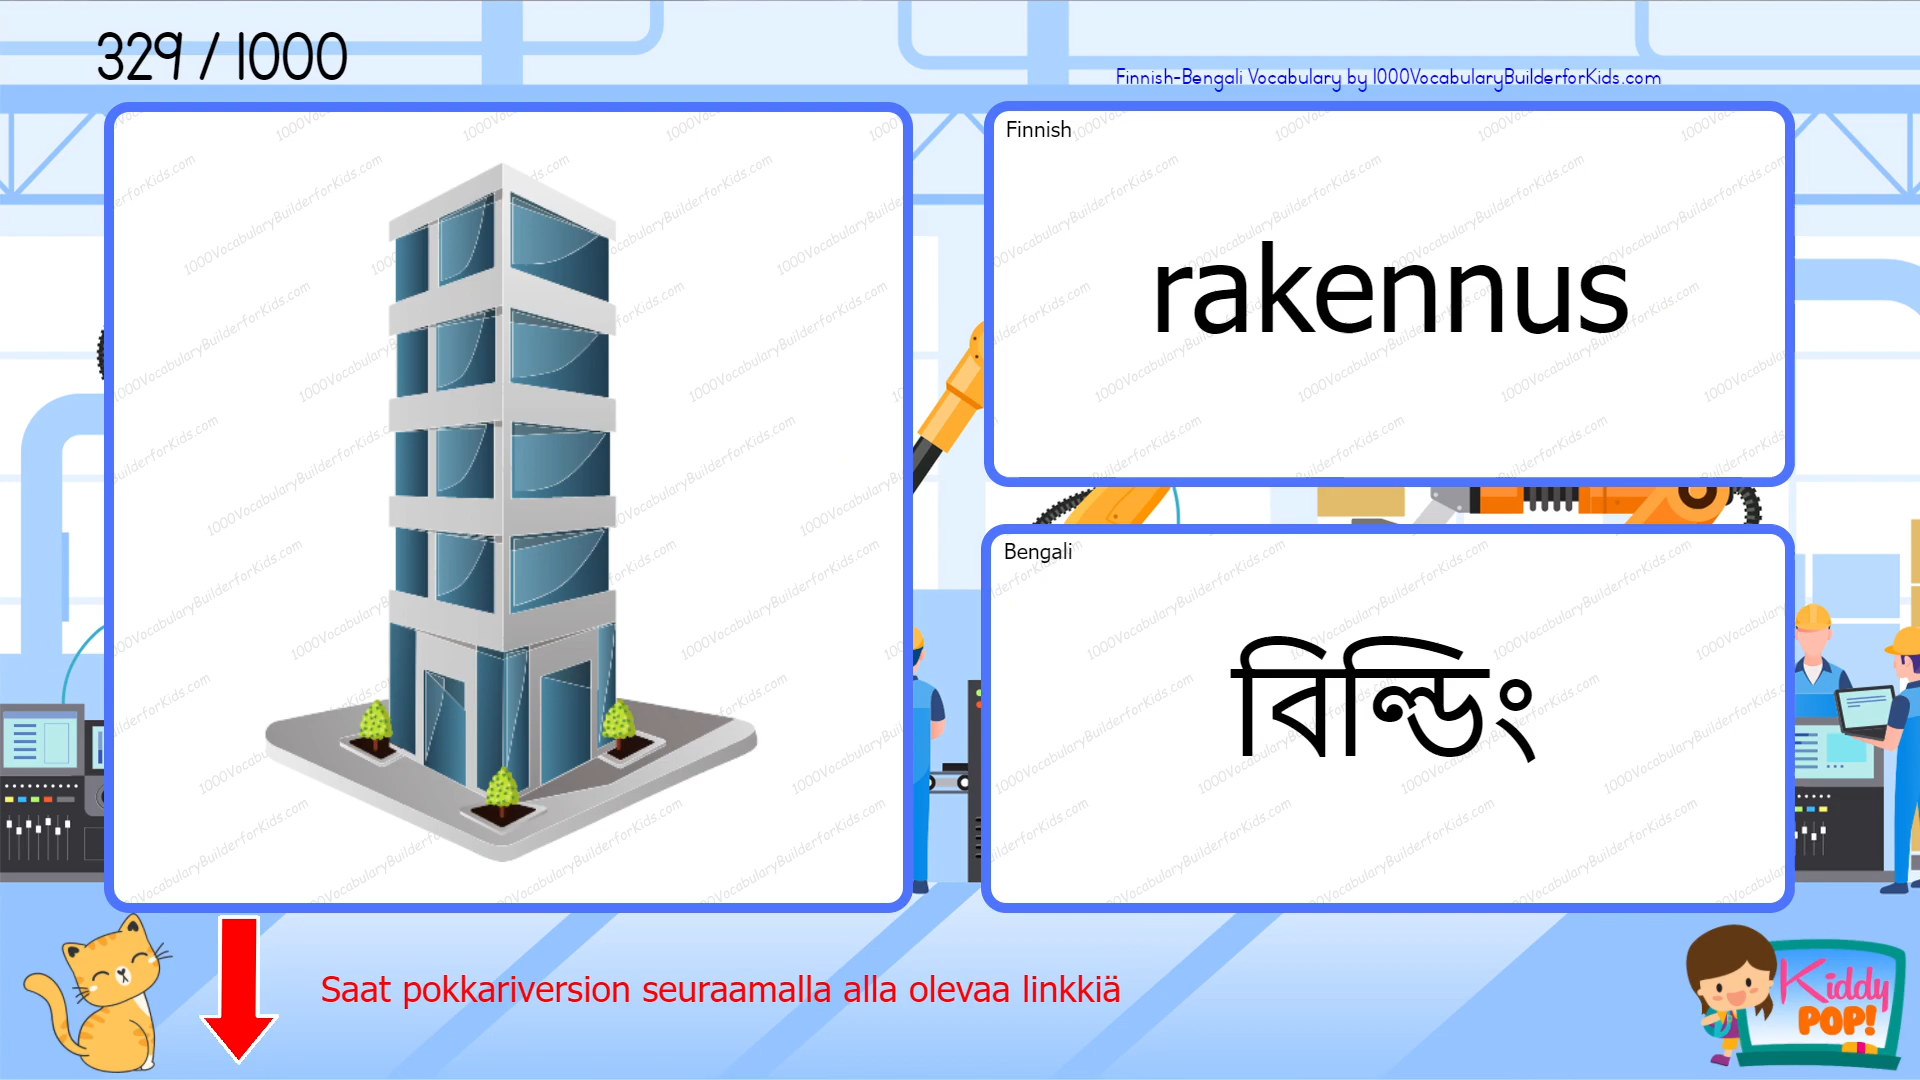 329 / 1000
Finnish-Bengali Vocabulary by 1000VocabularyBuilderforKids.com
Finnish
rakennus
Bengali
বিল্ডিং
Saat pokkariversion seuraamalla alla olevaa linkkiä
Kiddy
POP!